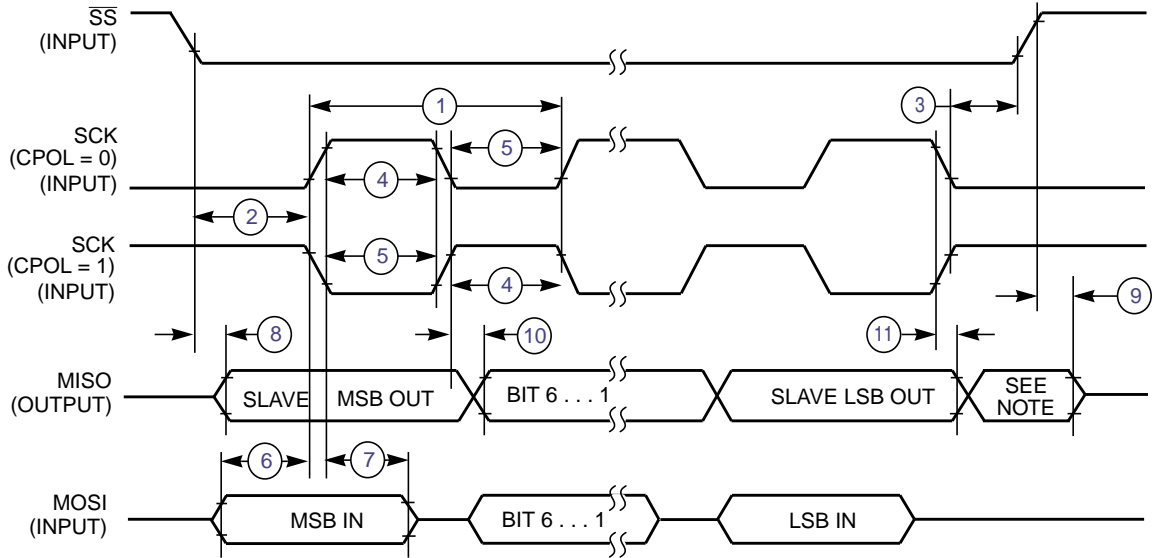 SS
(INPUT)
1
3
SCK
(CPOL = 0)
(INPUT)
5
4
2
SCK
(CPOL = 1)
(INPUT)
5
4
9
8
10
11
MISO
(OUTPUT)
SLAVE MSB OUT
BIT 6 . . . 1
SLAVE LSB OUT
SEE
NOTE
6
7
MOSI
(INPUT)
MSB IN
BIT 6 . . . 1
LSB IN